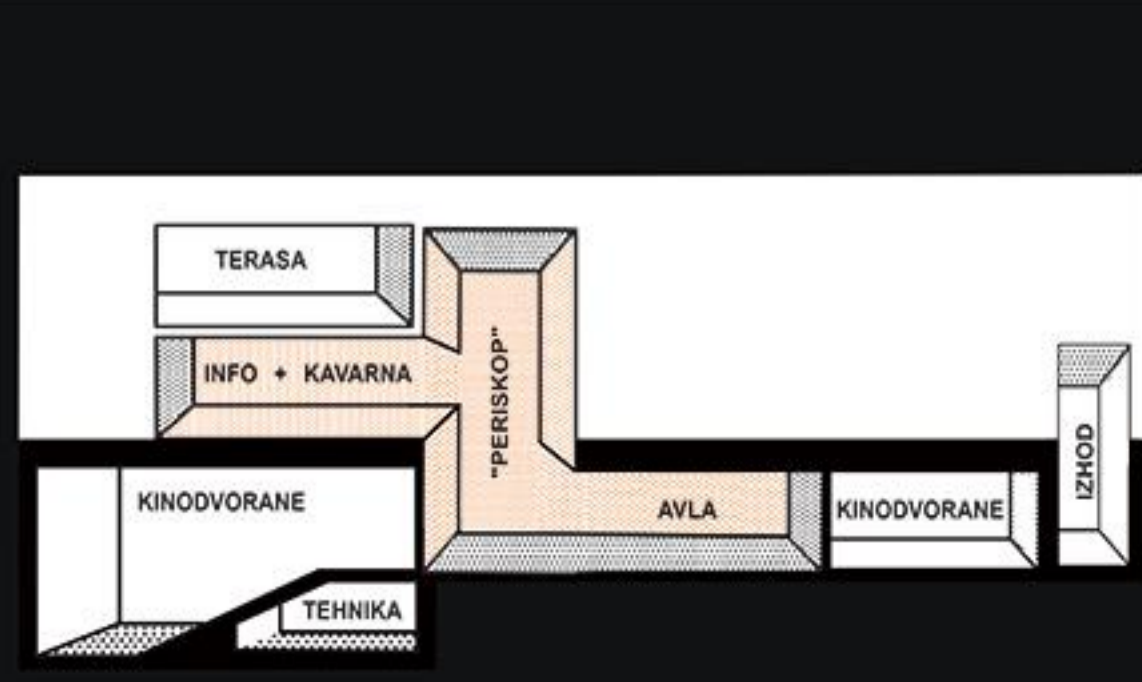 TERASA
INFO + KAVARNA
"PERISKOP"
IZHOD
KINODVORANE
AVLA
KINODVORANE
TEHNIKA